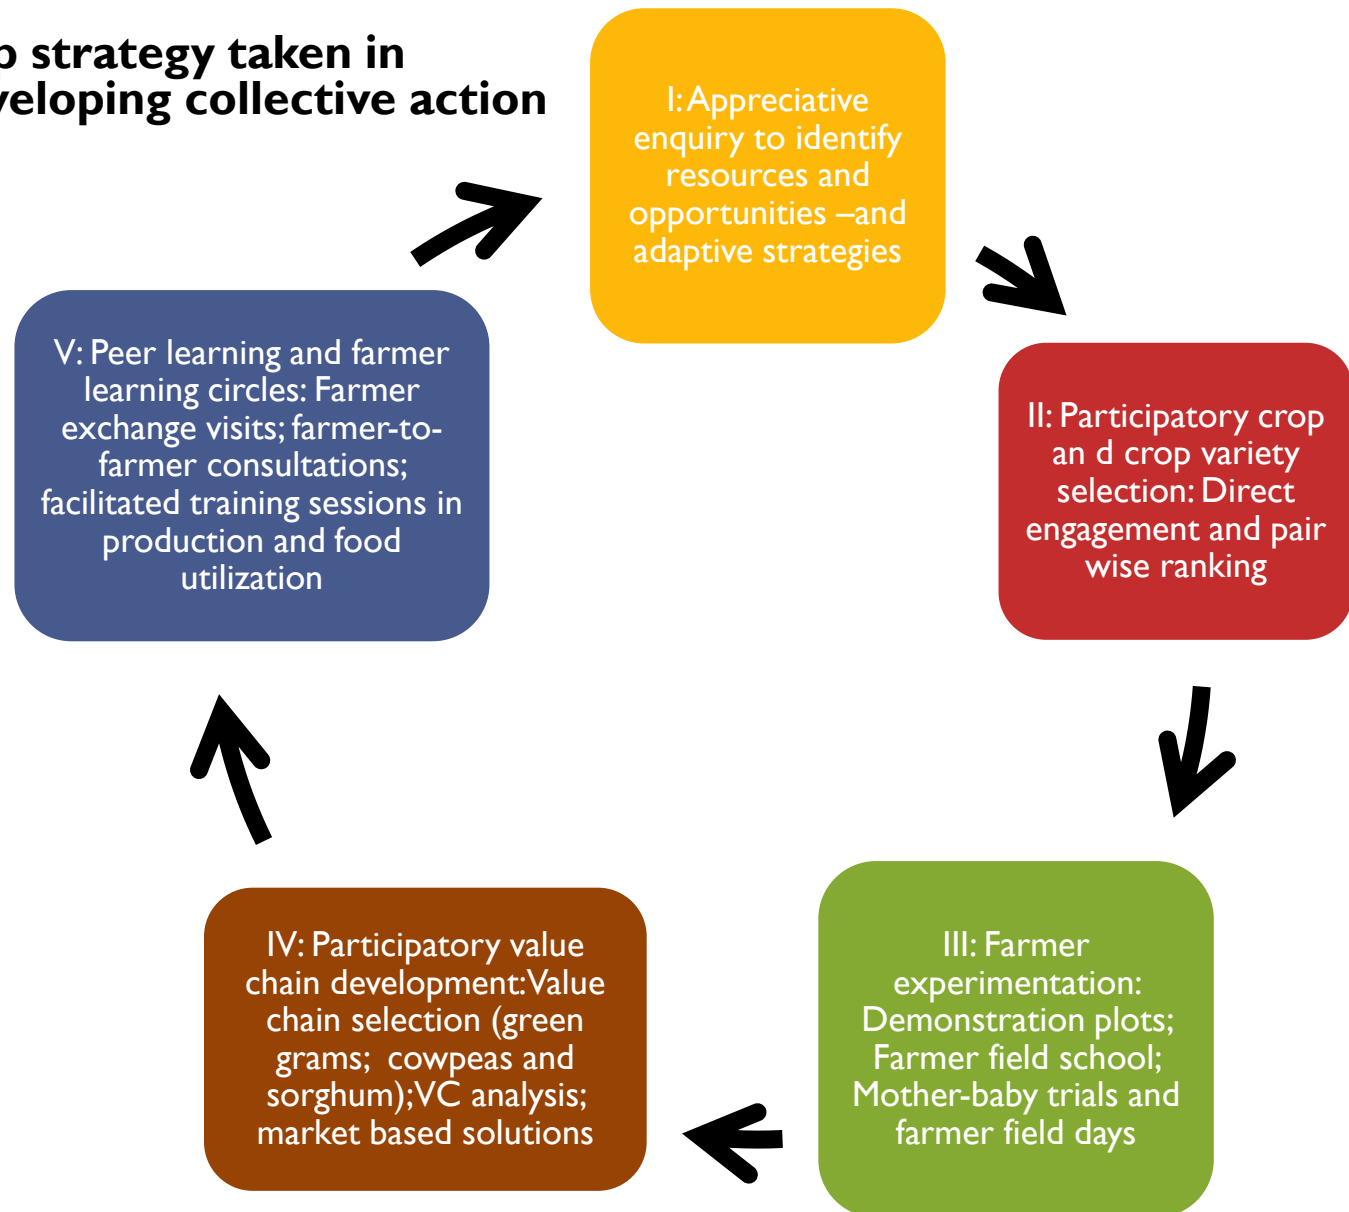 strategy taken in
collective action
I: Appreciative
enquiry to identify
resources and
opportunities –and
adaptive strategies
II: Participatory crop
an d crop variety
selection: Direct
engagement and pair
wise ranking
III: Farmer
experimentation:
Demonstration plots;
Farmer field school;
Mother-baby trials and
farmer field days
IV: Participatory value
chain development: Value
chain selection (green
grams; cowpeas and
sorghum); VC analysis;
market based solutions
V: Peer learning and farmer
learning circles: Farmer
exchange visits; farmer-to-
farmer consultations;
facilitated training sessions in
production and food
utilization